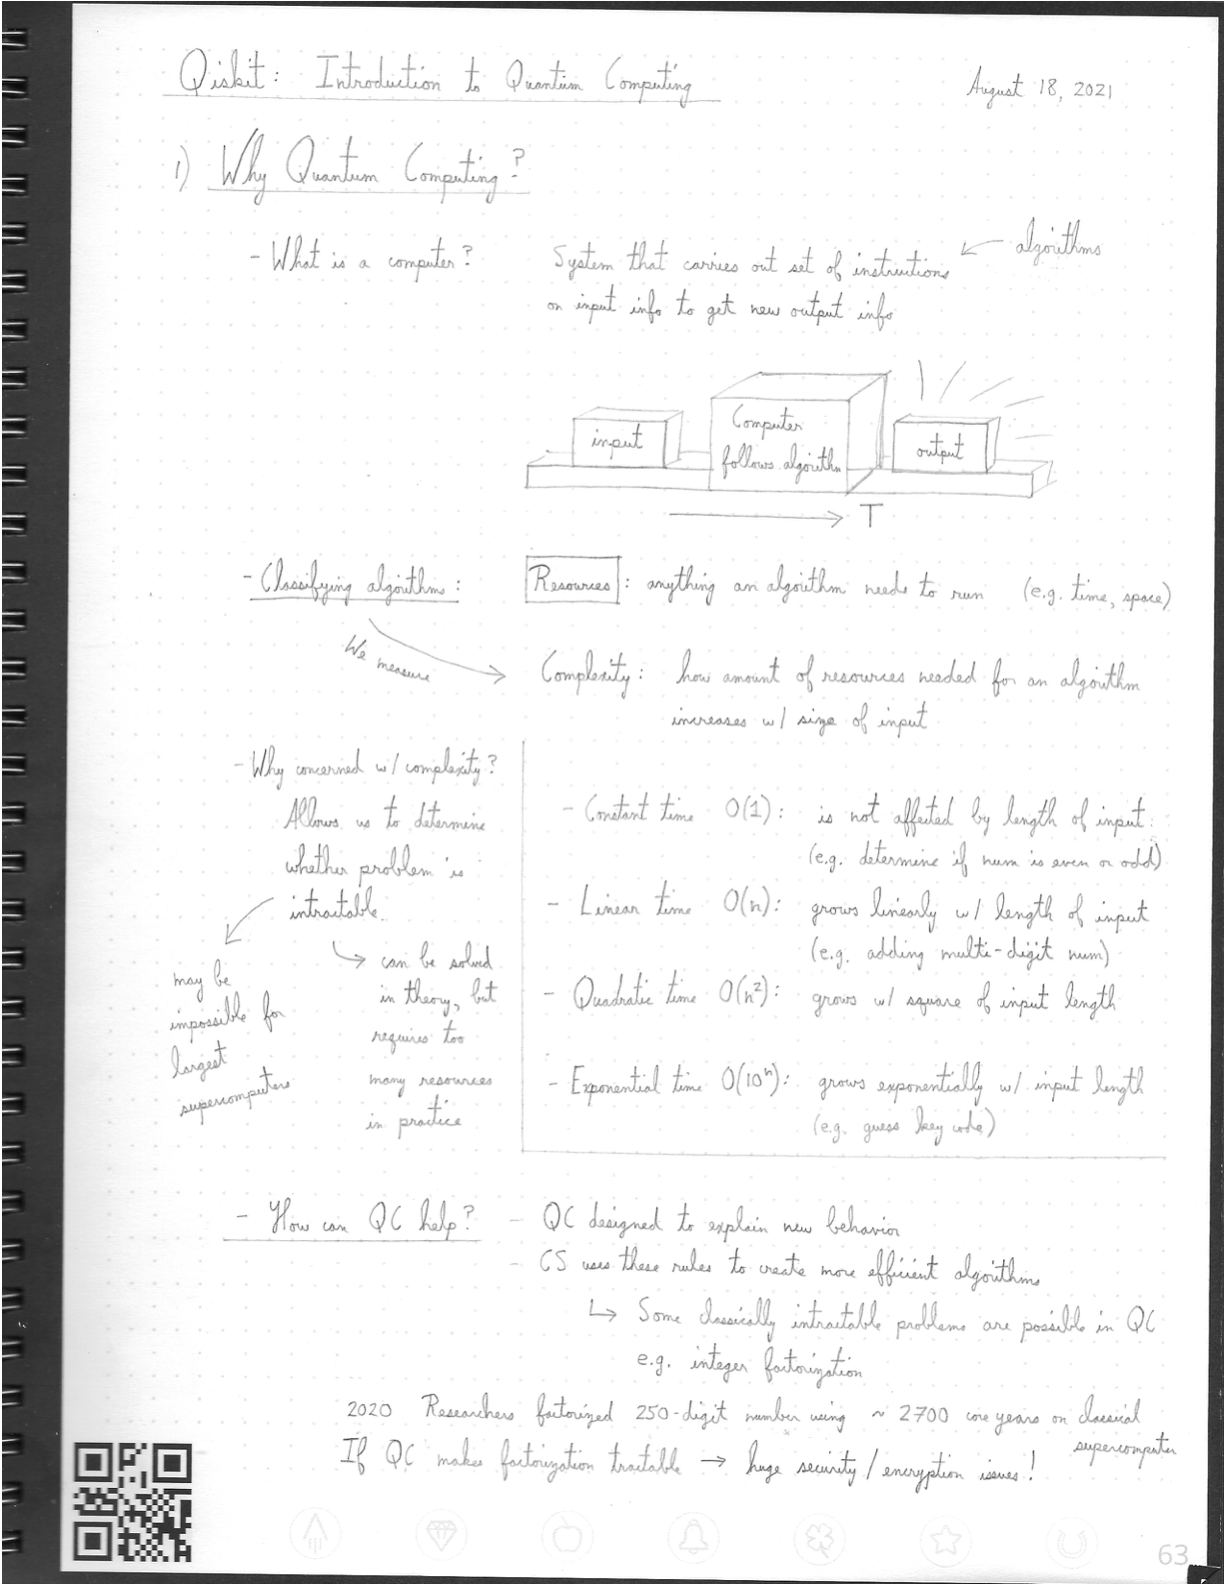 Qiskit: Introduction to Quantum Computing
August 18, 2021
1) Why Quantum Computing?
- What is a computer?
System that carries out set of instructions
algorithms
on input info to get new output info
input
Computer
follows algorithm
output
T
- Classifying algorithms:
Resources: anything an algorithm needs to run (e.g. time, space)
We measure
Complexity: how amount of resources needed for an algorithm
increases w/ size of input
- Why concerned w/ complexity?
Allows us to determine
whether problem is
intractable.
may be
impossible for
largest
supercomputers
can be solved
in theory, but
requires too
many resources
in practice
- Constant time O(1): is not affected by length of input.
(e.g. determine if num is even or odd)
- Linear time O(n): grows linearly w/ length of input
(e.g. adding multi-digit num)
- Quadratic time O(n²): grows w/ square of input length
- Exponential time O(10ⁿ): grows exponentially w/ input length
(e.g. guess key code)
- How can QC help?
- QC designed to explain new behavior
- CS uses these rules to create more efficient algorithms
Some classically intractable problems are possible in QC
e.g. integer factorization
2020 Researchers factorized 250-digit number using ~ 2700 core years on classical
supercomputer
If QC makes factorization tractable → huge security/encryption issues!
63